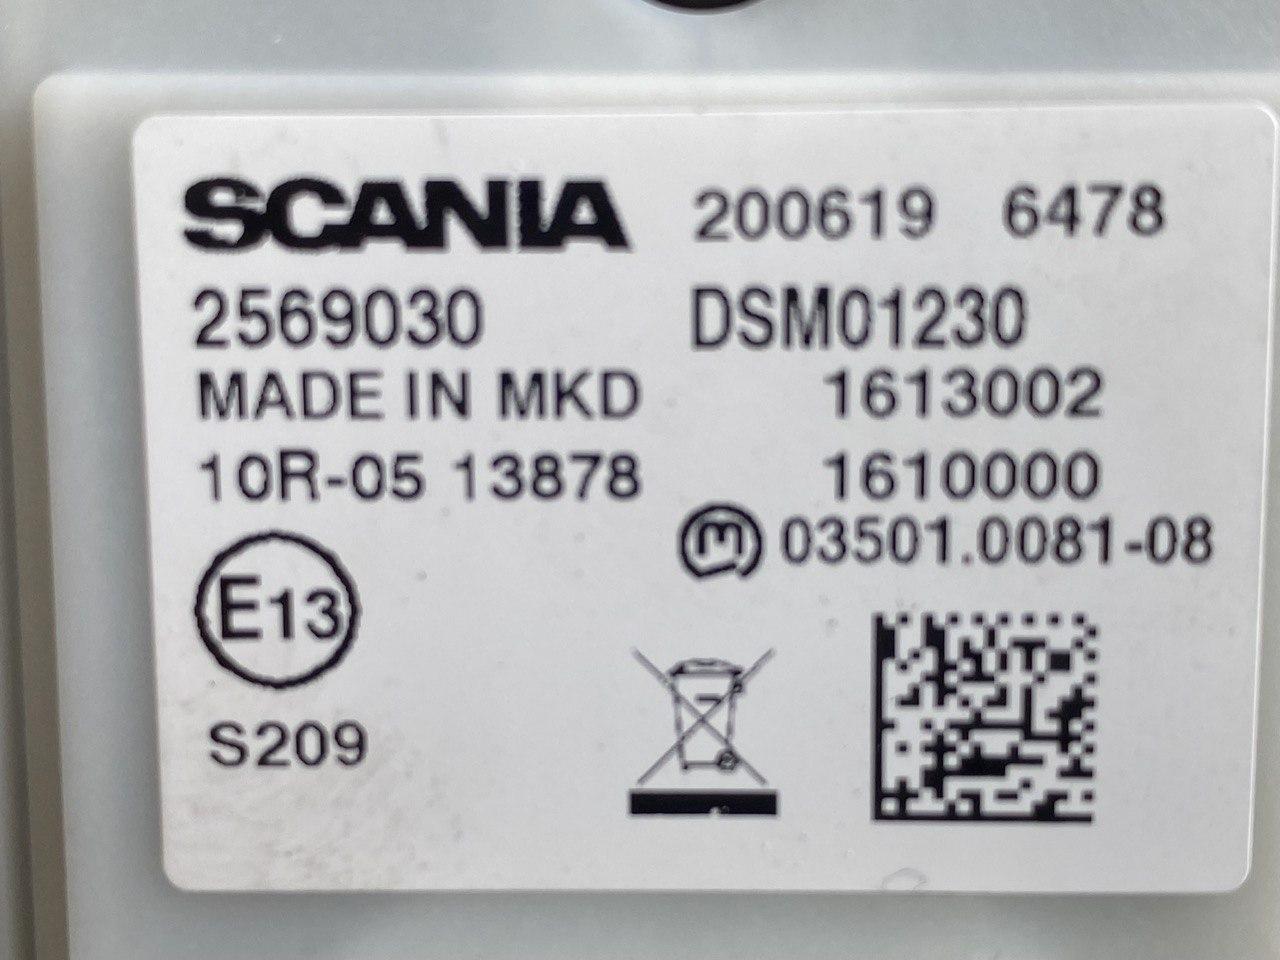 SCANIA 200619 6478
2569030 DSM01230
MADE IN MKD 1613002
10R-05 13878 1610000
m 03501.0081-08
E13
S209